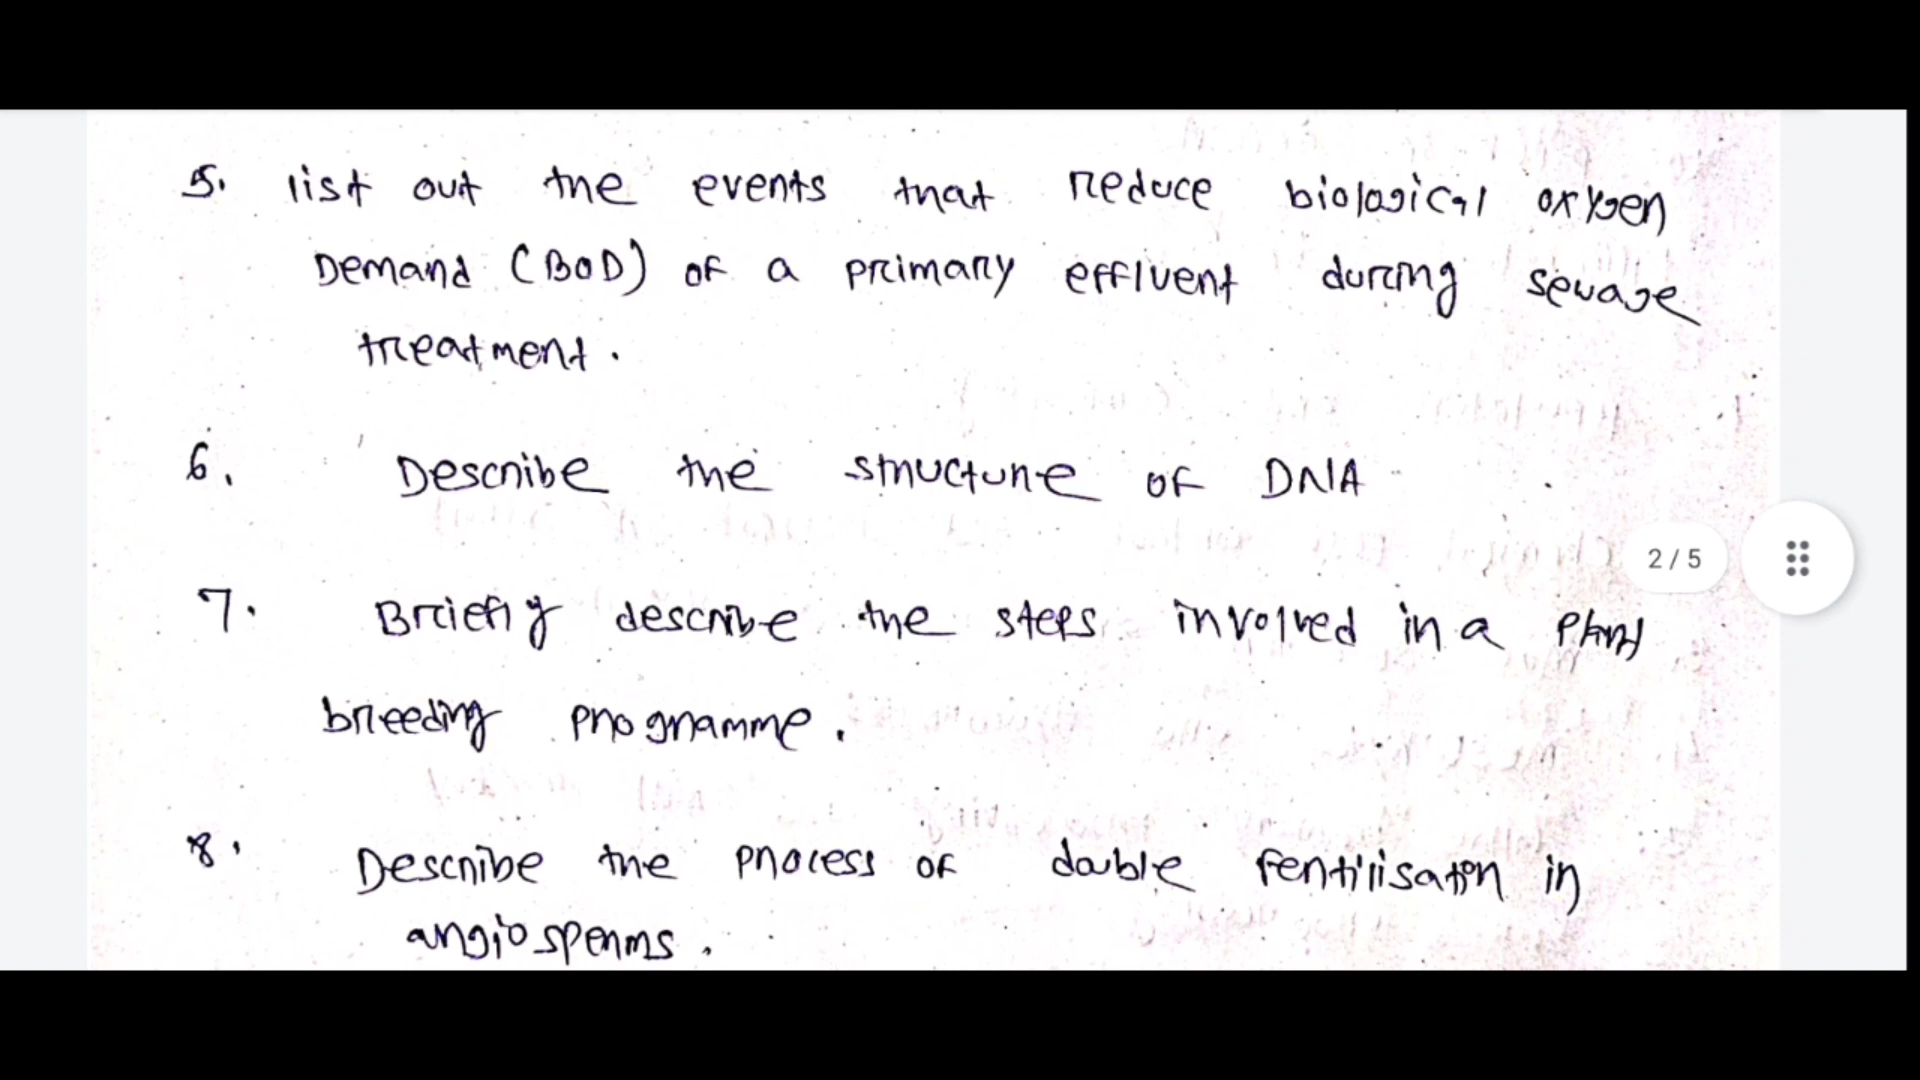 5. list out the events that reduce biological oxygen
Demand (BOD) of a primary effluent during sewage
treatment.
6. Describe the structure of DNA
2 / 5
7. Briefly describe the steps involved in a Plant
breeding programme.
8. Describe the process of double fertilisation in
angiosperms.